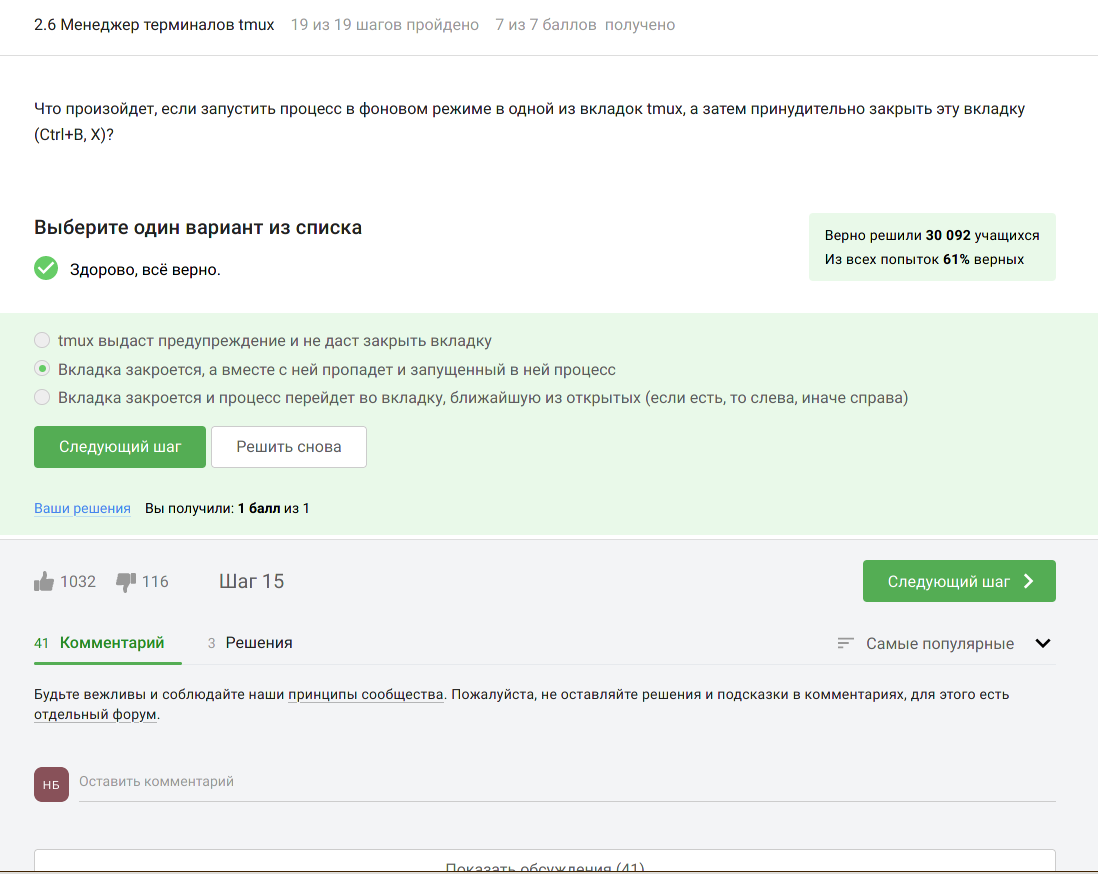 2.6 Менеджер терминалов tmux 19 из 19 шагов пройдено 7 из 7 баллов получено
Что произойдет, если запустить процесс в фоновом режиме в одной из вкладок tmux, а затем принудительно закрыть эту вкладку
(Ctrl+B, X)?
Выберите один вариант из списка
Здорово, всё верно.
Верно решили 30 092 учащихся
Из всех попыток 61% верных
tmux выдаст предупреждение и не даст закрыть вкладку
Вкладка закроется, а вместе с ней пропадет и запущенный в ней процесс
Вкладка закроется и процесс перейдет во вкладку, ближайшую из открытых (если есть, то слева, иначе справа)
Следующий шаг Решить снова
Ваши решения Вы получили: 1 балл из 1
1032 116 Шаг 15 Следующий шаг
41 Комментарий 3 Решения Самые популярные
Будьте вежливы и соблюдайте наши принципы сообщества. Пожалуйста, не оставляйте решения и подсказки в комментариях, для этого есть
отдельный форум.
НБ Оставить комментарий
Показать обсуждения (41)